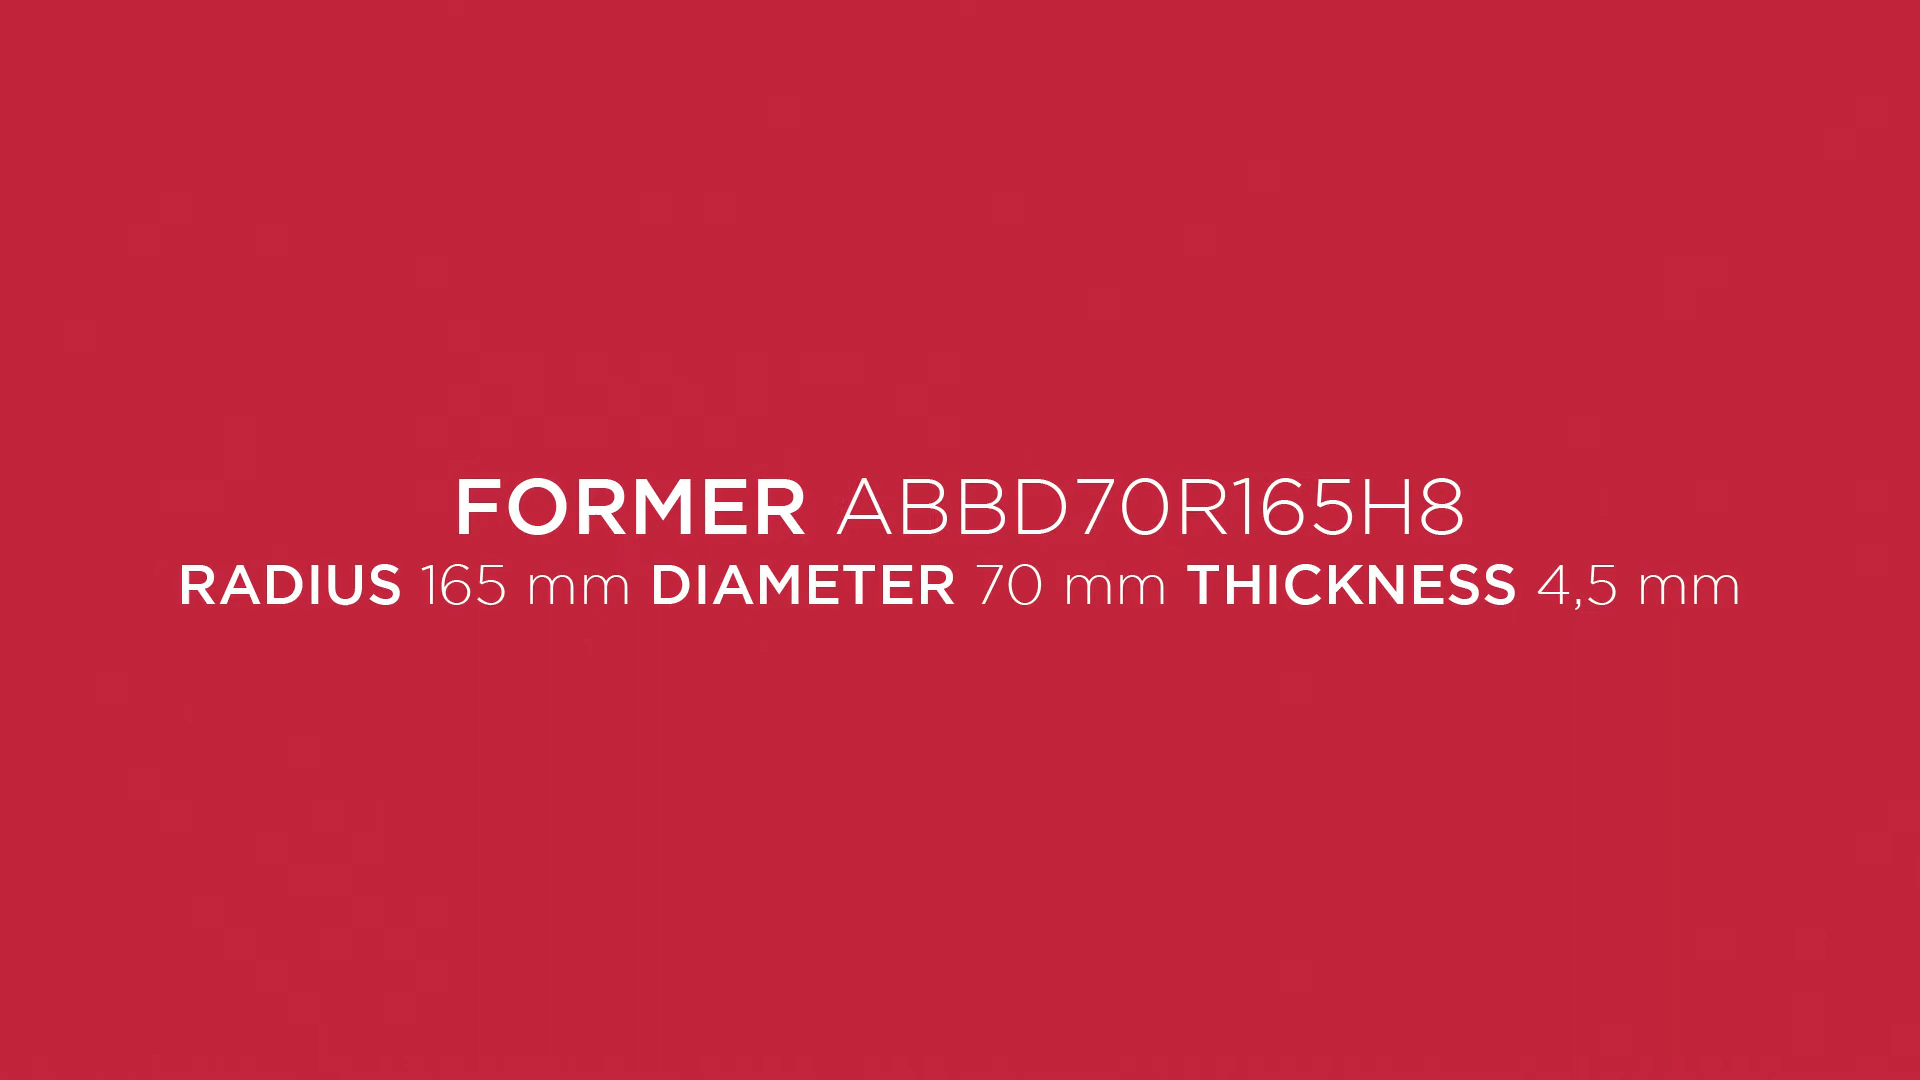 FORMER ABBD70R165H8
RADIUS 165 mm DIAMETER 70 mm THICKNESS 4,5 mm